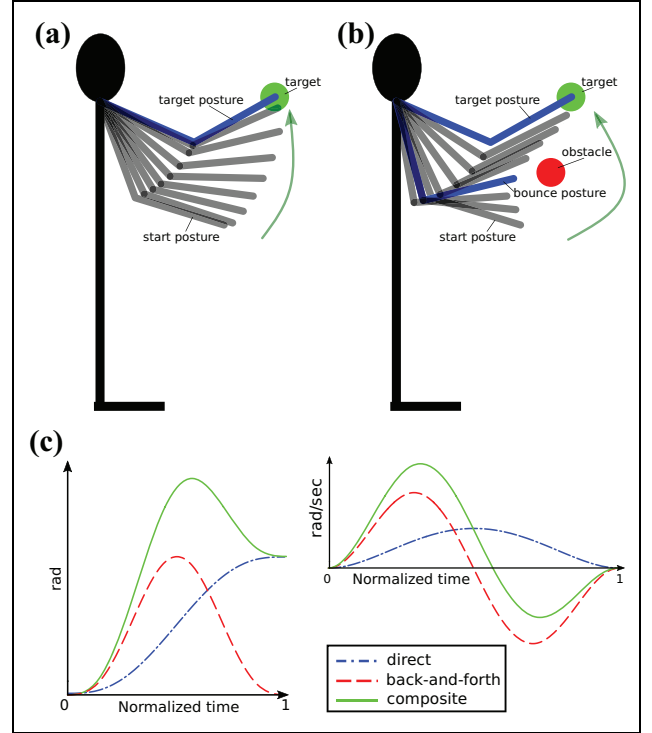 (a)
target
target posture
start posture
(b)
target
target posture
obstacle
bounce posture
start posture
(c)
rad
0
Normalized time
1
rad/sec
0
Normalized time
1
direct
back-and-forth
composite